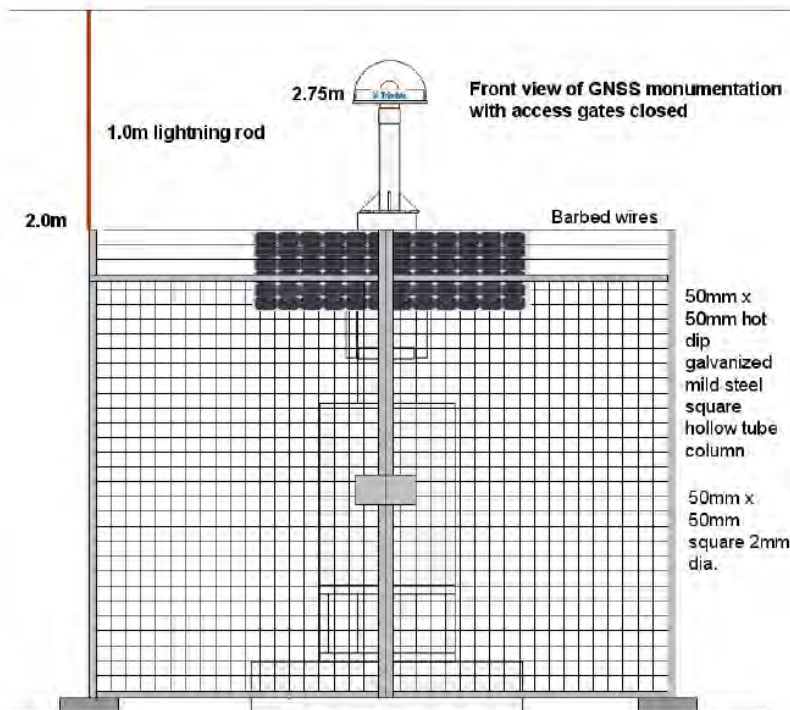 2.75m
Trimble
Front view of GNSS monumentation
with access gates closed
1.0m lightning rod
2.0m
Barbed wires
50mm x
50mm hot
dip
galvanized
mild steel
square
hollow tube
column
50mm x
50mm
square 2mm
dia.